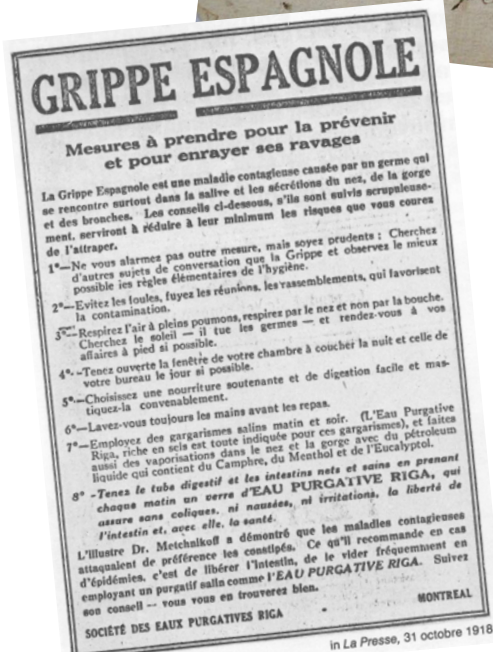 GRIPPE ESPAGNOLE
Mesures à prendre pour la prévenir
et pour enrayer ses ravages
La Grippe Espagnole est une maladie contagieuse causée par un germe qui
se rencontre surtout dans la salive et les sécrétions du nez, de la gorge
et des bronches. Les conseils ci-dessous, s'ils sont suivis scrupuleuse-
ment, serviront à réduire à leur minimum les risques que vous courez
de l'attraper.
1°—Ne vous alarmez pas outre mesure, mais soyez prudents : Cherchez
d'autres sujets de conversation que la Grippe et observez le mieux
possible les règles élémentaires de l'hygiène.
2°—Evitez les foules, fuyez les réunions, les rassemblements, qui favorisent
la contamination.
3°—Respirez l'air à pleins poumons, respirez par le nez et non par la bouche.
Cherchez le soleil — il tue les germes — et rendez-vous à vos
affaires à pied si possible.
4°.-Tenez ouverte la fenêtre de votre chambre à coucher la nuit et celle de
votre bureau le jour si possible.
5°—Choisissez une nourriture soutenante et de digestion facile et mas-
tiquez-la convenablement.
6°—Lavez-vous toujours les mains avant les repas.
7°—Employez des gargarismes salins matin et soir. (L'Eau Purgative
Riga, riche en sels est toute indiquée pour ces gargarismes), et faites
aussi des vaporisations dans le nez et la gorge avec du pétroleum
liquide qui contient du Camphre, du Menthol et de l'Eucalyptol.
8° -Tenez le tube digestif et les intestins nets et sains en prenant
chaque matin un verre d'EAU PURGATIVE RIGA, qui
assure sans coliques, ni nausées, ni irritations, la liberté de
l'intestin et, avec elle, la santé.
L'illustre Dr. Metchalkoff a démontré que les maladies contagieuses
attaqualent de préférence les constipés. Ce qu'il recommande en cas
d'épidémies, c'est de libérer l'intestin, de le vider fréquemment en
employant un purgatif salin comme l'EAU PURGATIVE RIGA. Suivez
son conseil -- vous vous en trouverez bien.
SOCIÉTÉ DES EAUX PURGATIVES RIGA MONTREAL
in La Presse, 31 octobre 1918